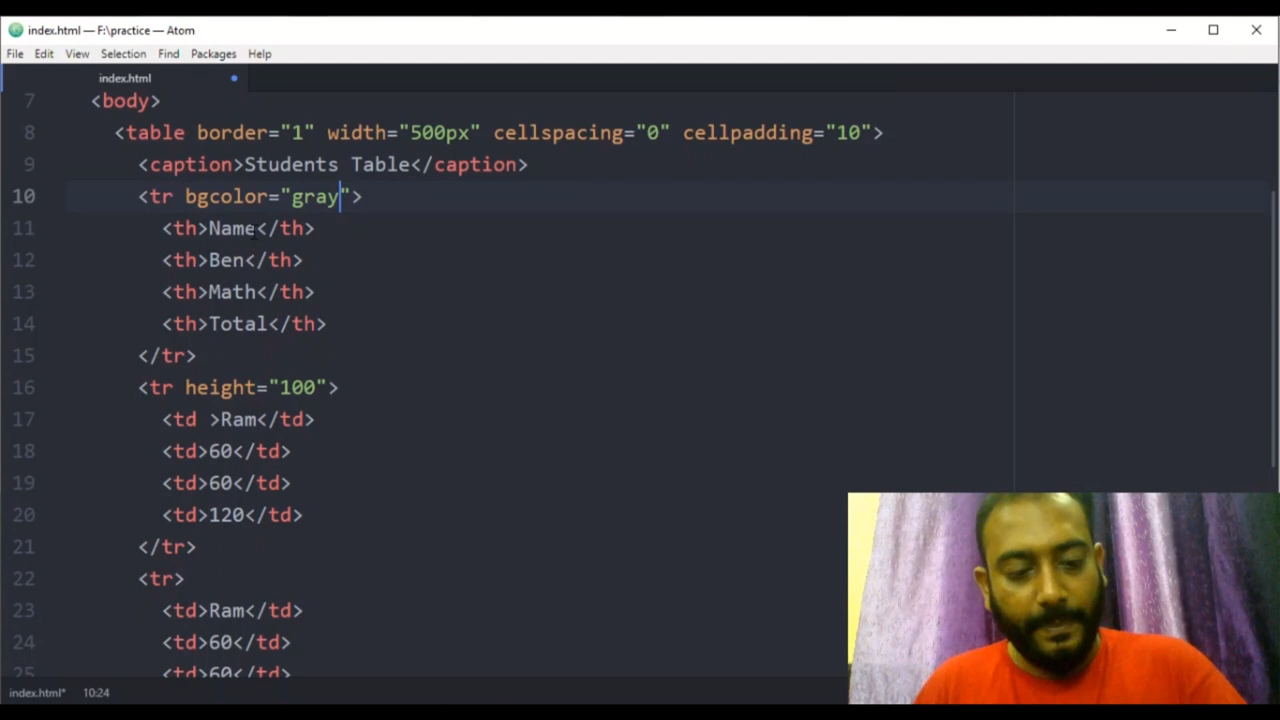 index.html — F:\practice — Atom
File Edit View Selection Find Packages Help
index.html
7 <body>
8 <table border="1" width="500px" cellspacing="0" cellpadding="10">
9 <caption>Students Table</caption>
10 <tr bgcolor="gray">
11 <th>Name</th>
12 <th>Ben</th>
13 <th>Math</th>
14 <th>Total</th>
15 </tr>
16 <tr height="100">
17 <td >Ram</td>
18 <td>60</td>
19 <td>60</td>
20 <td>120</td>
21 </tr>
22 <tr>
23 <td>Ram</td>
24 <td>60</td>
25 <td>60</td>
index.html* 10:24